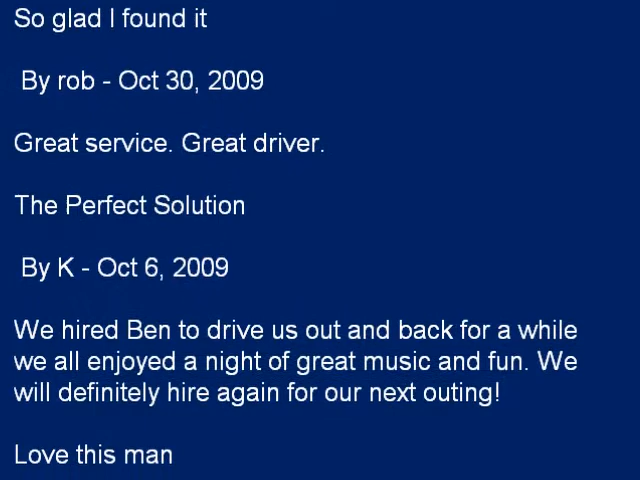 So glad I found it
By rob - Oct 30, 2009
Great service. Great driver.
The Perfect Solution
By K - Oct 6, 2009
We hired Ben to drive us out and back for a while
we all enjoyed a night of great music and fun. We
will definitely hire again for our next outing!
Love this man